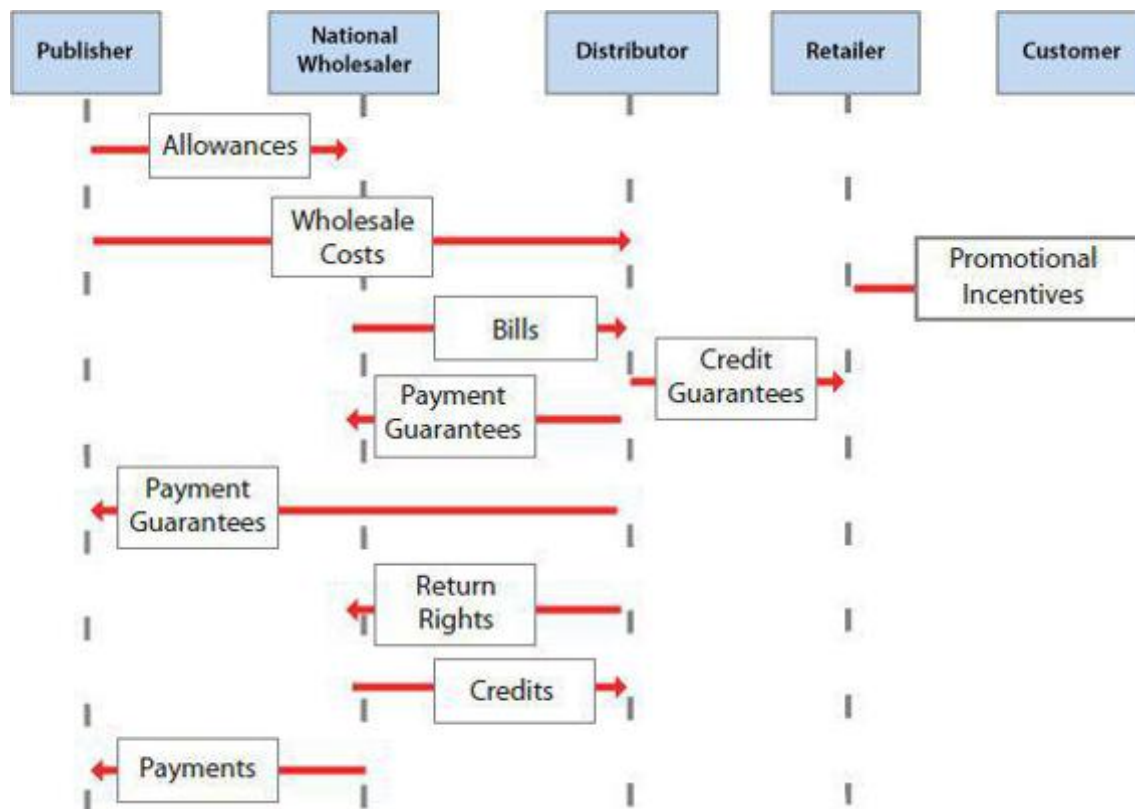 Publisher
National
Wholesaler
Distributor
Retailer
Customer
Allowances
Wholesale
Costs
Promotional
Incentives
Bills
Credit
Guarantees
Payment
Guarantees
Payment
Guarantees
Return
Rights
Credits
Payments